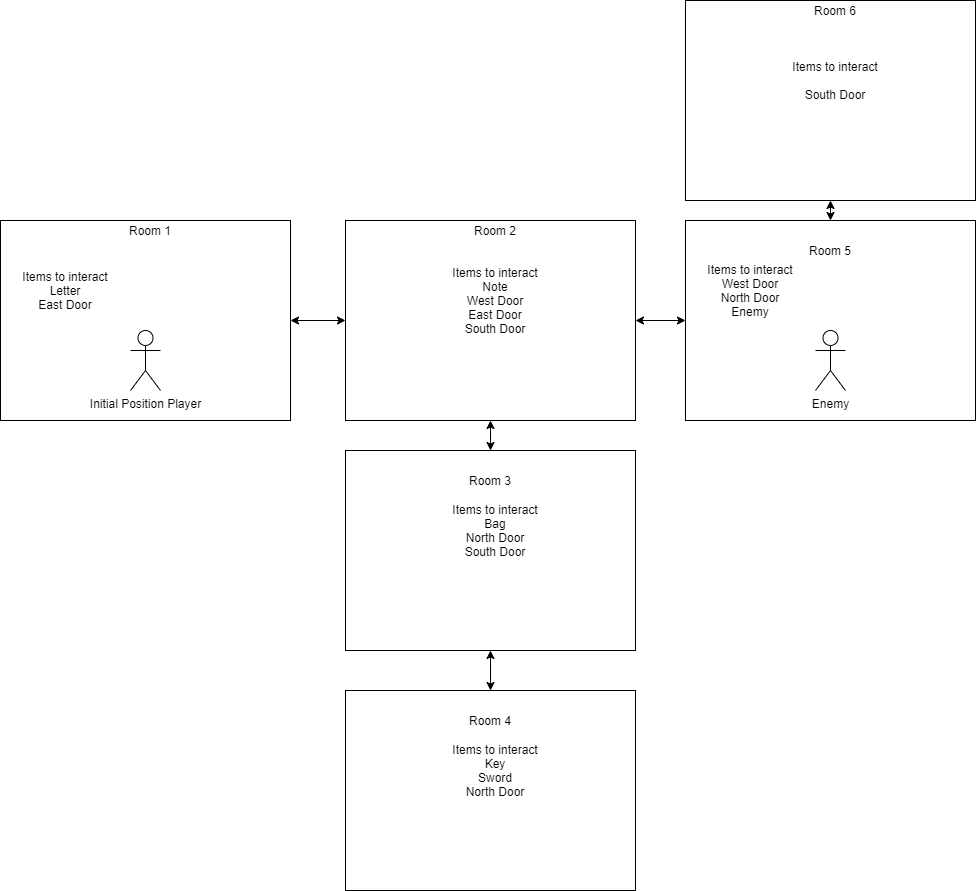 Room 6
Items to interact
South Door
Room 1
Items to interact
Letter
East Door
Initial Position Player
Room 2
Items to interact
Note
West Door
East Door
South Door
Room 5
Items to interact
West Door
North Door
Enemy
Enemy
Room 3
Items to interact
Bag
North Door
South Door
Room 4
Items to interact
Key
Sword
North Door